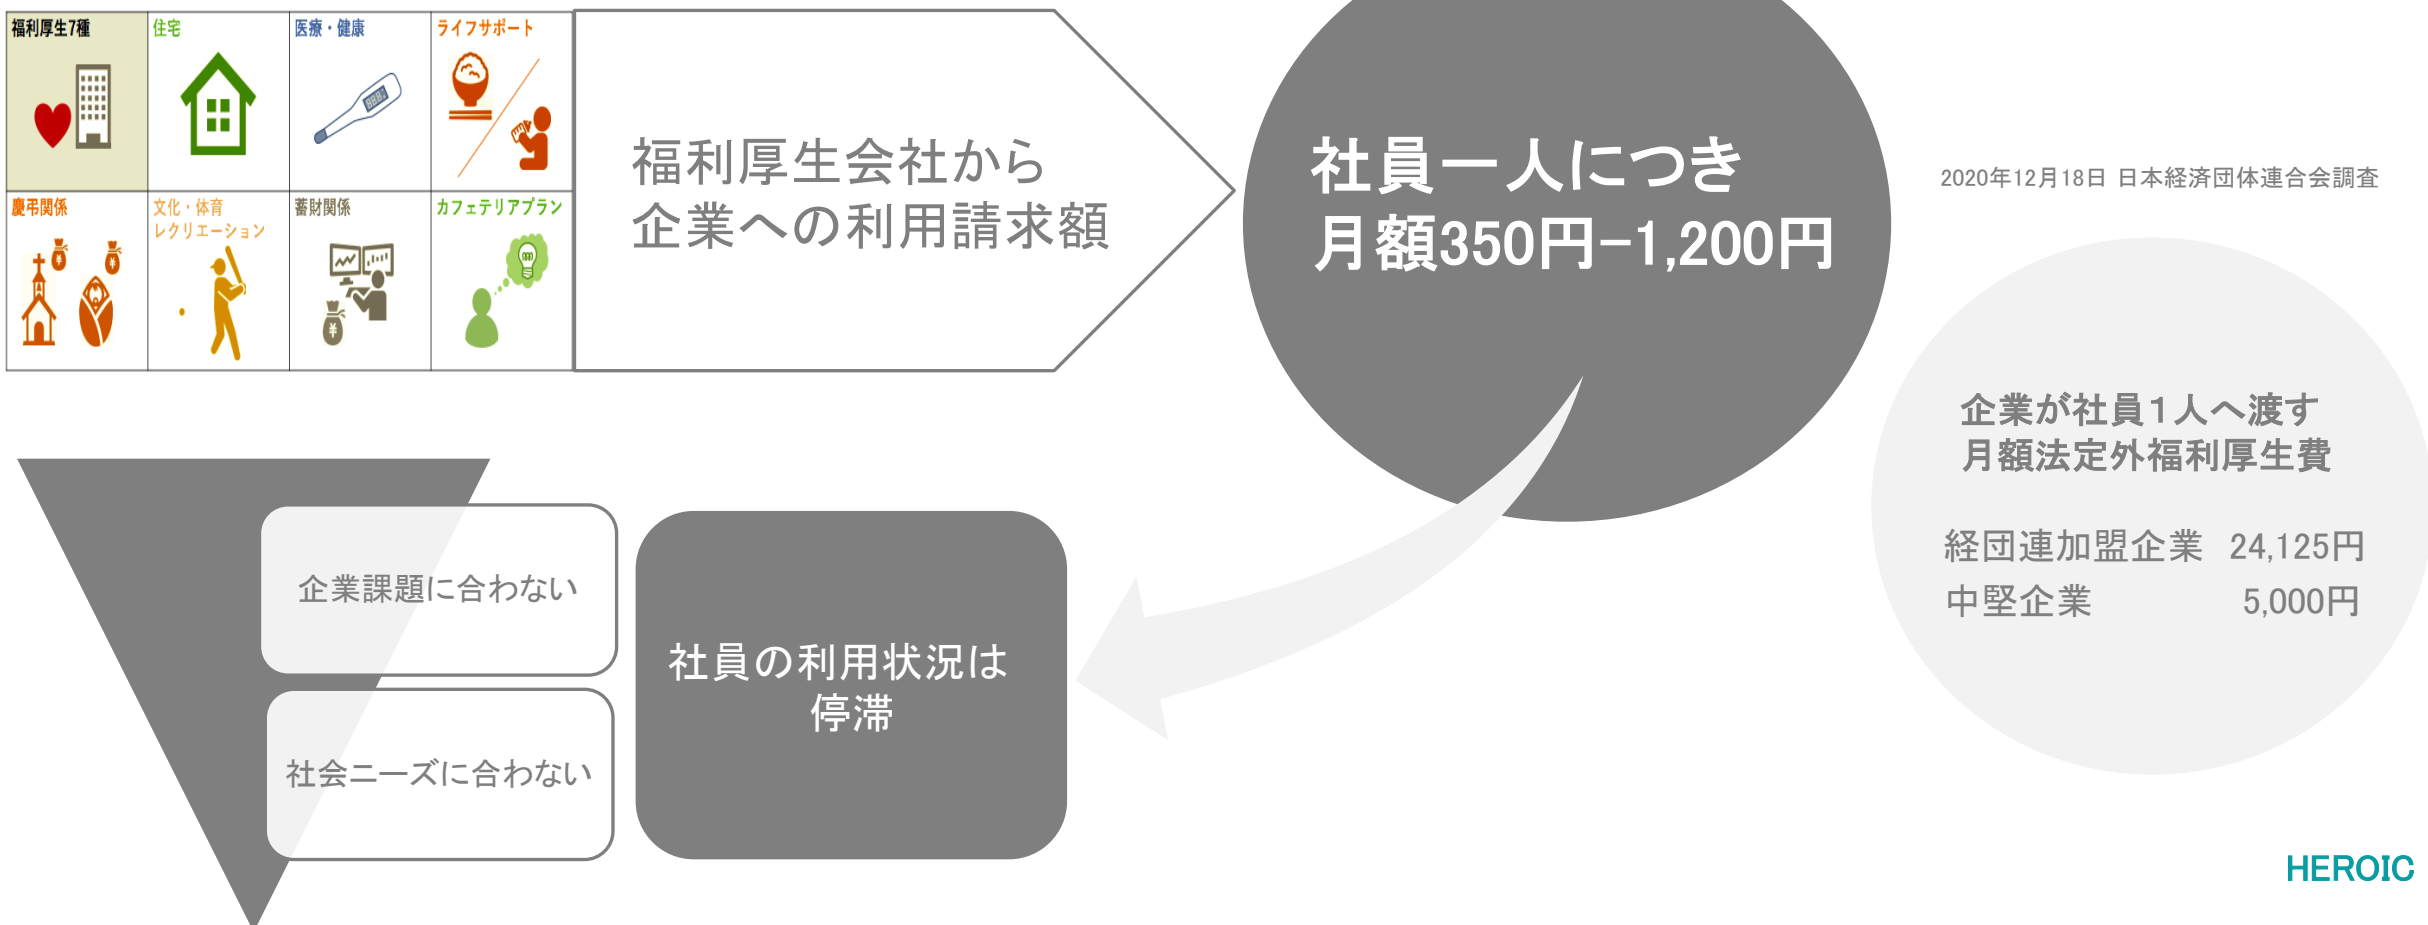 福利厚生7種
住宅
医療・健康
ライフサポート
慶弔関係
文化・体育
レクリエーション
蓄財関係
カフェテリアプラン
福利厚生会社から
企業への利用請求額
社員一人につき
月額350円-1,200円
2020年12月18日 日本経済団体連合会調査
企業が社員1人へ渡す
月額法定外福利厚生費
経団連加盟企業 24,125円
中堅企業 5,000円
企業課題に合わない
社会ニーズに合わない
社員の利用状況は
停滞
HEROIC